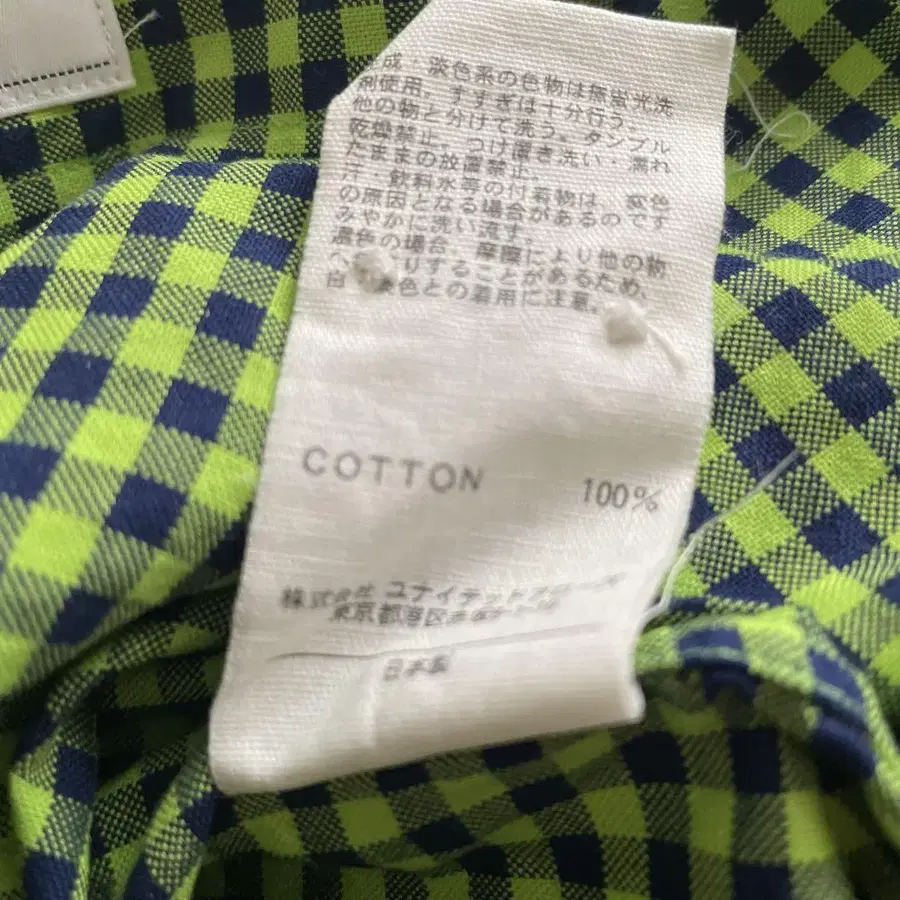 成・淡色系の色物は無蛍光洗
剤使用。すすぎは十分行う。
他の物と分けて洗う。タンブル
乾燥禁止。つけ置き洗い・濡れ
たままの放置禁止。
汗・飲料水等の付着物は、変色
の原因となる場合があるのです
みやかに洗い流す。
濃色の場合、摩擦により他の物
りすることがあるため、
白 淡色との着用に注意。
COTTON 100%
株式会社 ユナイテッドアローズ
東京都港区赤坂
日本製